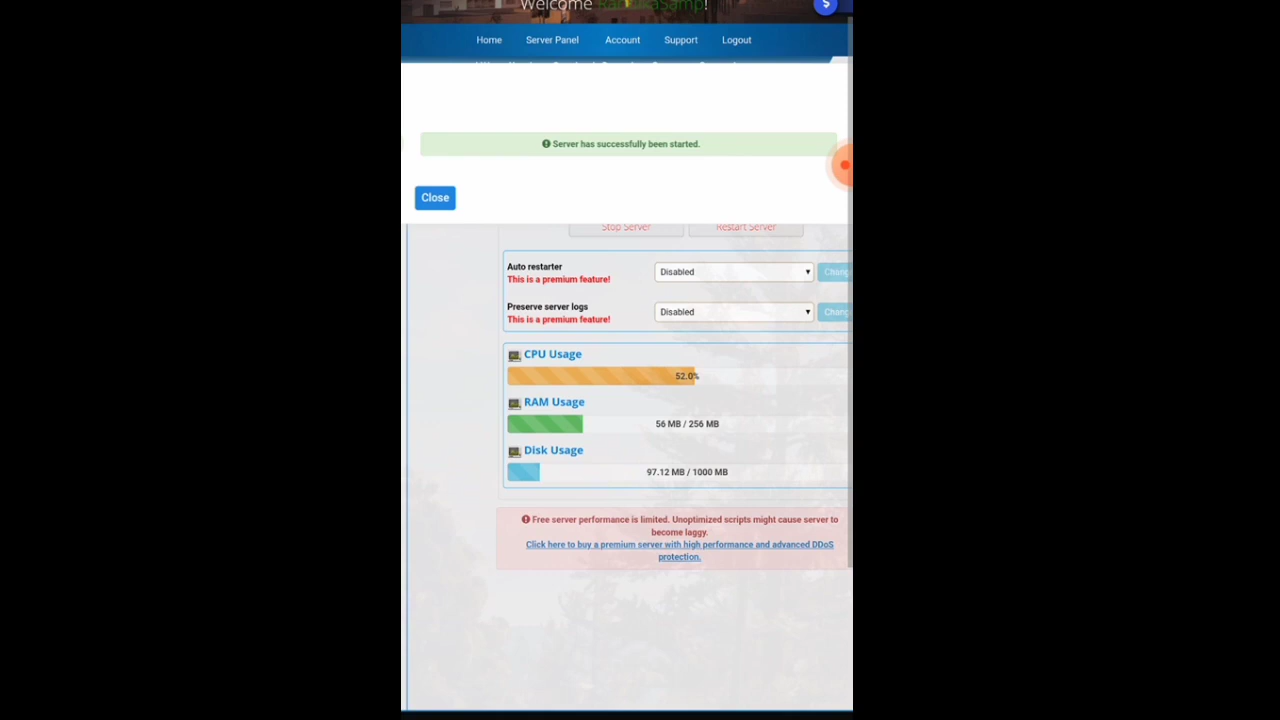 Welcome
$
Home Server Panel Account Support Logout
Server has successfully been started.
Close
Stop Server Restart Server
Auto restarter
This is a premium feature!
Disabled
Preserve server logs
This is a premium feature!
Disabled
CPU Usage
52.0%
RAM Usage
56 MB / 256 MB
Disk Usage
97.12 MB / 1000 MB
Free server performance is limited. Unoptimized scripts might cause server to
become laggy.
Click here to buy a premium server with high performance and advanced DDoS
protection.